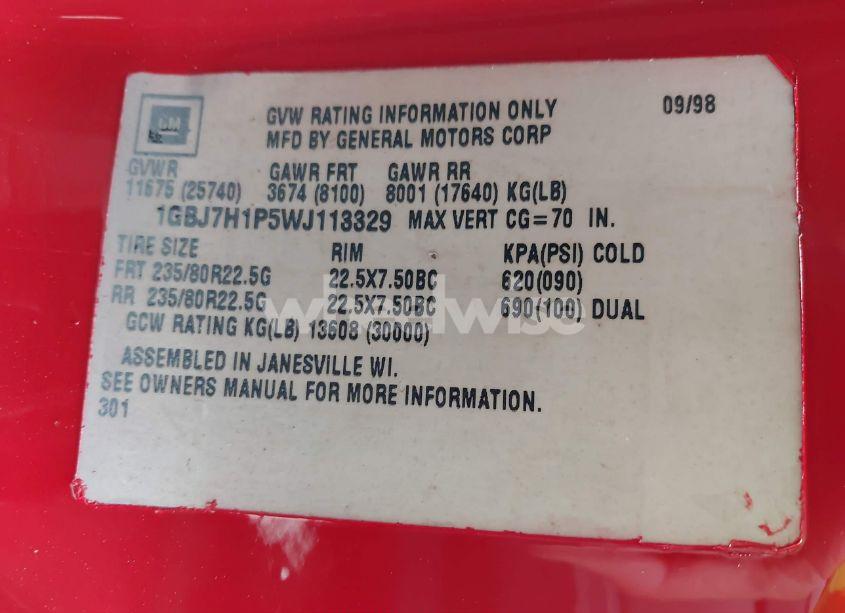 GM
GVW RATING INFORMATION ONLY 09/98
MFD BY GENERAL MOTORS CORP
GVWR GAWR FRT GAWR RR
11675 (25740) 3674 (8100) 8001 (17640) KG(LB)
1GBJ7H1P5WJ113329 MAX VERT CG=70 IN.
TIRE SIZE RIM KPA(PSI) COLD
FRT 235/80R22.5G 22.5X7.50BC 620(090)
RR 235/80R22.5G 22.5X7.50BC 690(100) DUAL
wheelwise
GCW RATING KG(LB) 13608 (30000)
ASSEMBLED IN JANESVILLE WI.
SEE OWNERS MANUAL FOR MORE INFORMATION.
301